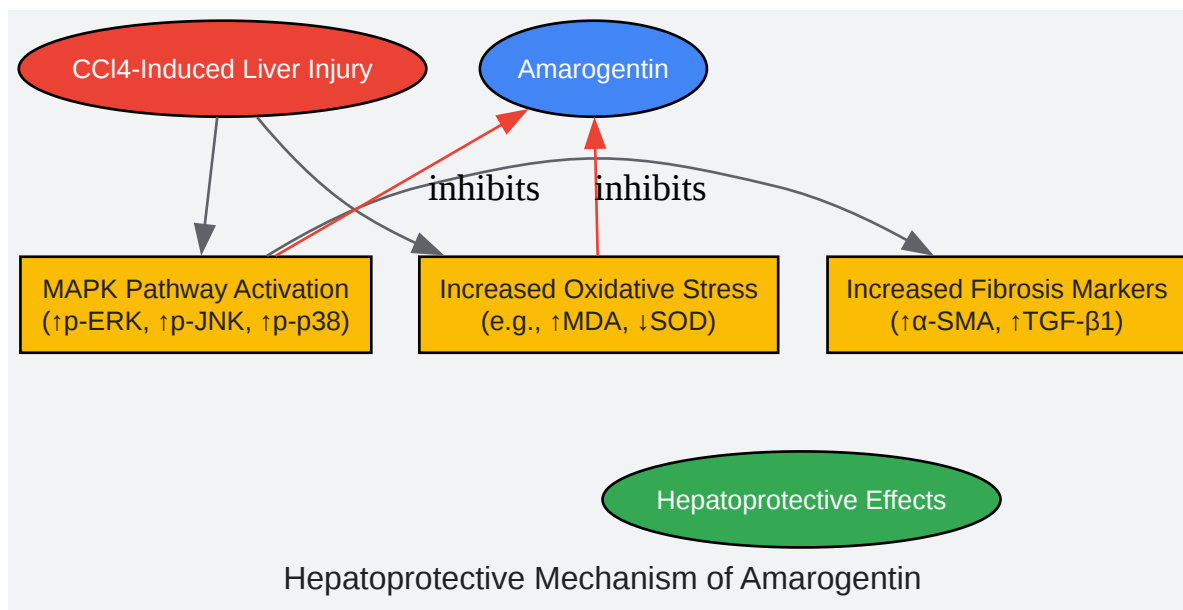 CCl4-Induced Liver Injury
Amarogentin
inhibits
inhibits
MAPK Pathway Activation
(↑p-ERK, ↑p-JNK, ↑p-p38)
Increased Oxidative Stress
(e.g., ↑MDA, ↓SOD)
Increased Fibrosis Markers
(↑α-SMA, ↑TGF-β1)
Hepatoprotective Effects
Hepatoprotective Mechanism of Amarogentin